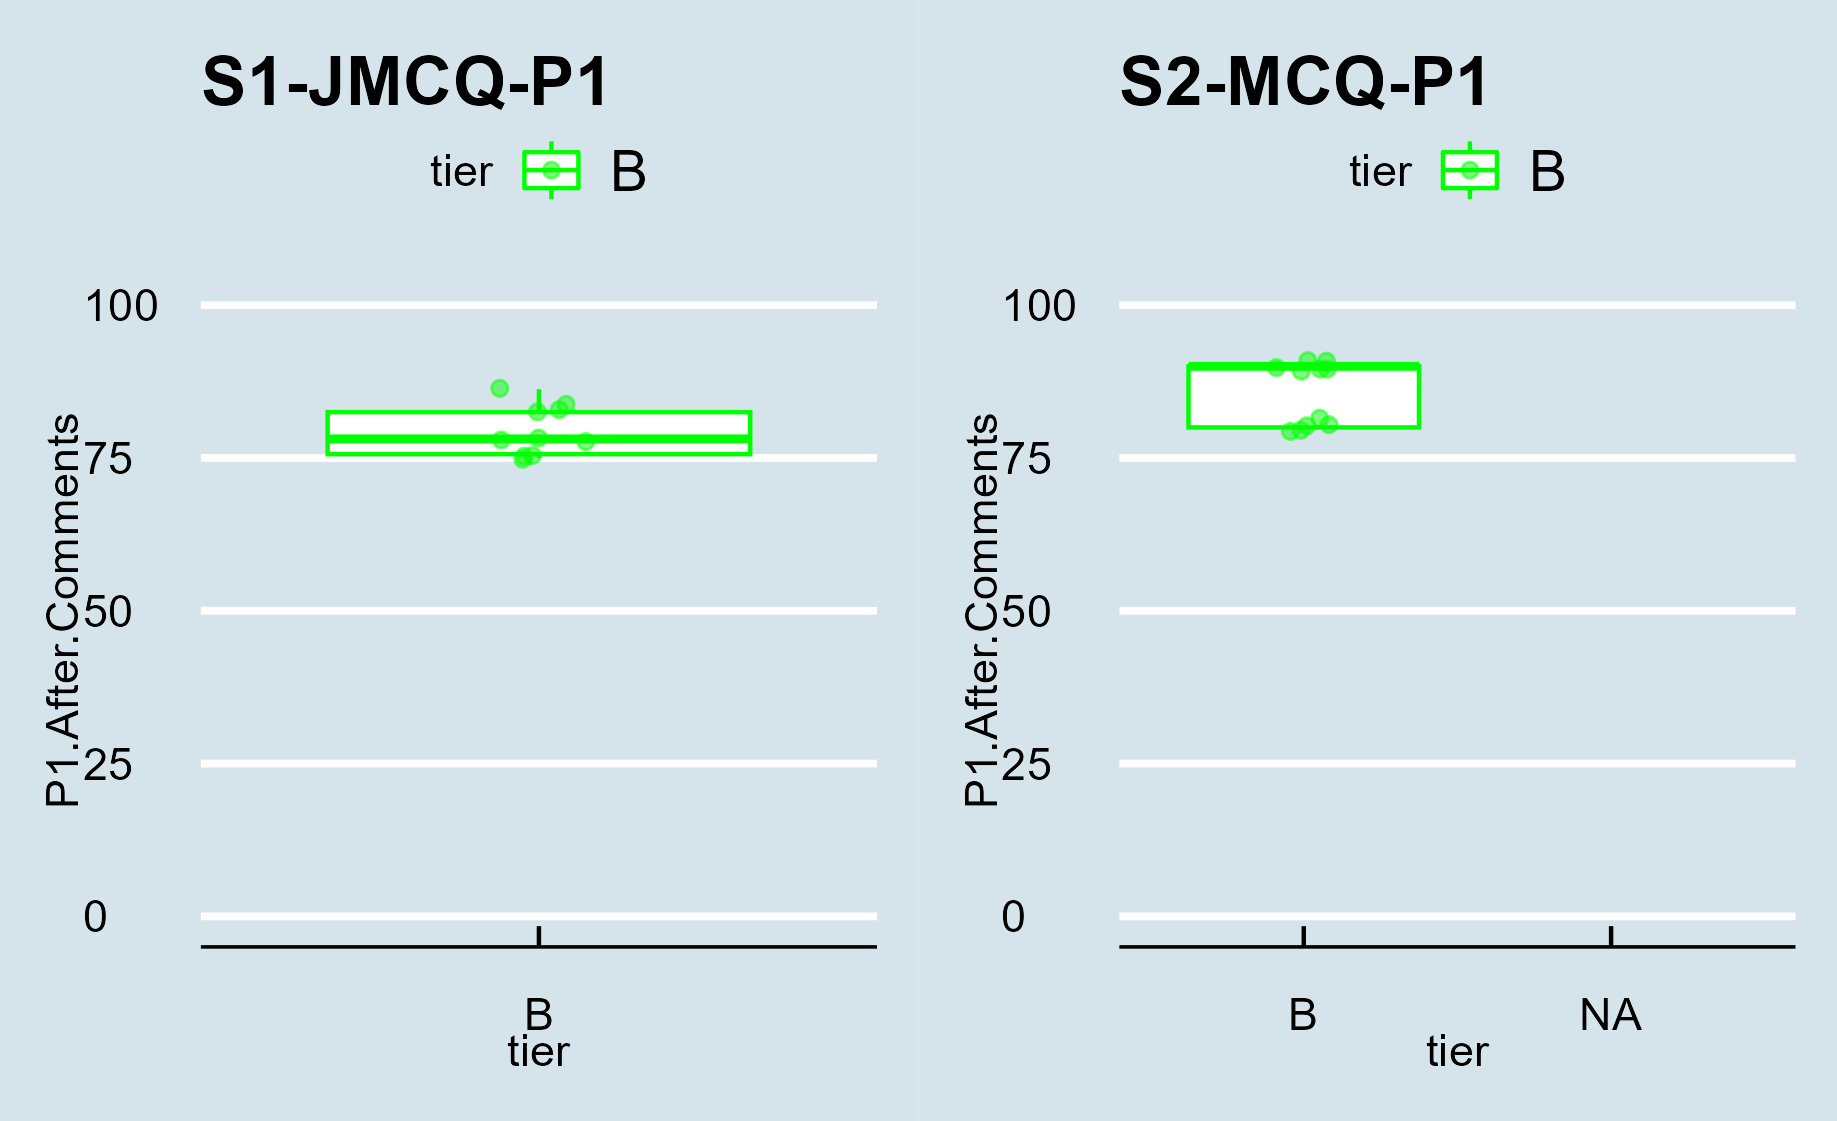 S1-JMCQ-P1
tier B
100
75
50
25
0
P1.After.Comments
B
tier
S2-MCQ-P1
tier B
100
75
50
25
0
P1.After.Comments
B NA
tier